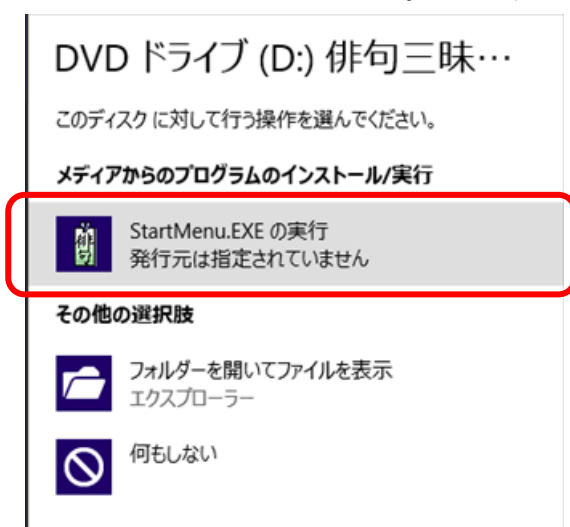 DVD ドライブ (D:) 俳句三昧…
このディスク に対して行う操作を選んでください。
メディアからのプログラムのインストール/実行
俳句
StartMenu.EXE の実行
発行元は指定されていません
その他の選択肢
フォルダーを開いてファイルを表示
エクスプローラー
何もしない